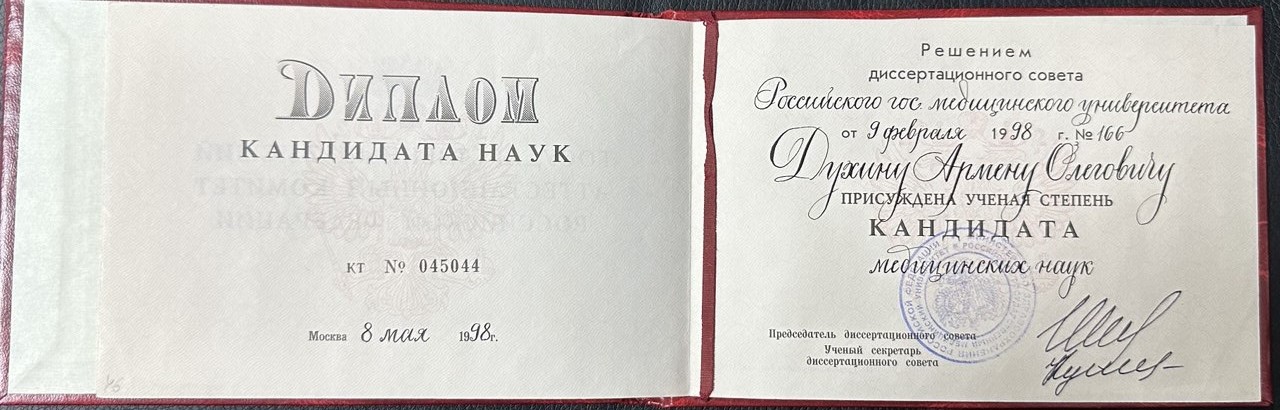 ДИПЛОМ
КАНДИДАТА НАУК
КТ № 045044
Москва 8 мая 1998г.
Решением
диссертационного совета
Российского гос. медицинского университета
от 9 февраля 1998 г. № 166
Духину Армену Олеговичу
ПРИСУЖДЕНА УЧЕНАЯ СТЕПЕНЬ
КАНДИДАТА
медицинских наук
Председатель диссертационного совета
Ученый секретарь
диссертационного совета